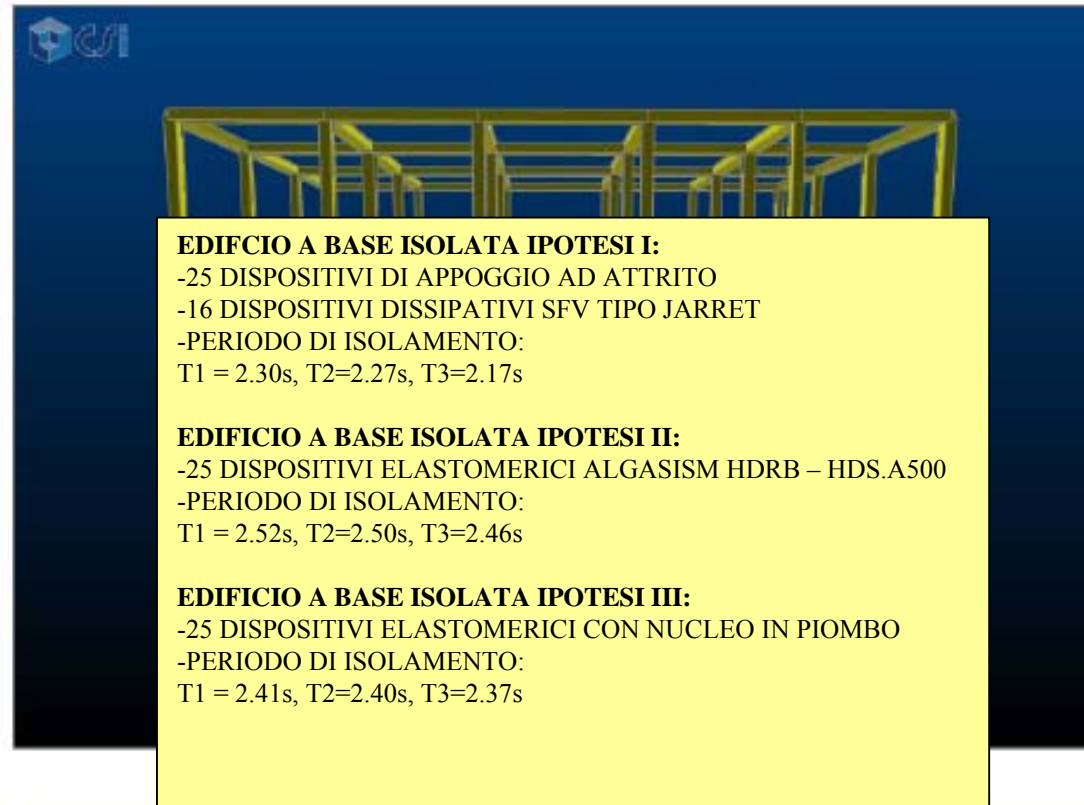 CSI
EDIFCIO A BASE ISOLATA IPOTESI I:
-25 DISPOSITIVI DI APPOGGIO AD ATTRITO
-16 DISPOSITIVI DISSIPATIVI SFV TIPO JARRET
-PERIODO DI ISOLAMENTO:
T1 = 2.30s, T2=2.27s, T3=2.17s
EDIFICIO A BASE ISOLATA IPOTESI II:
-25 DISPOSITIVI ELASTOMERICI ALGASISM HDRB – HDS.A500
-PERIODO DI ISOLAMENTO:
T1 = 2.52s, T2=2.50s, T3=2.46s
EDIFICIO A BASE ISOLATA IPOTESI III:
-25 DISPOSITIVI ELASTOMERICI CON NUCLEO IN PIOMBO
-PERIODO DI ISOLAMENTO:
T1 = 2.41s, T2=2.40s, T3=2.37s